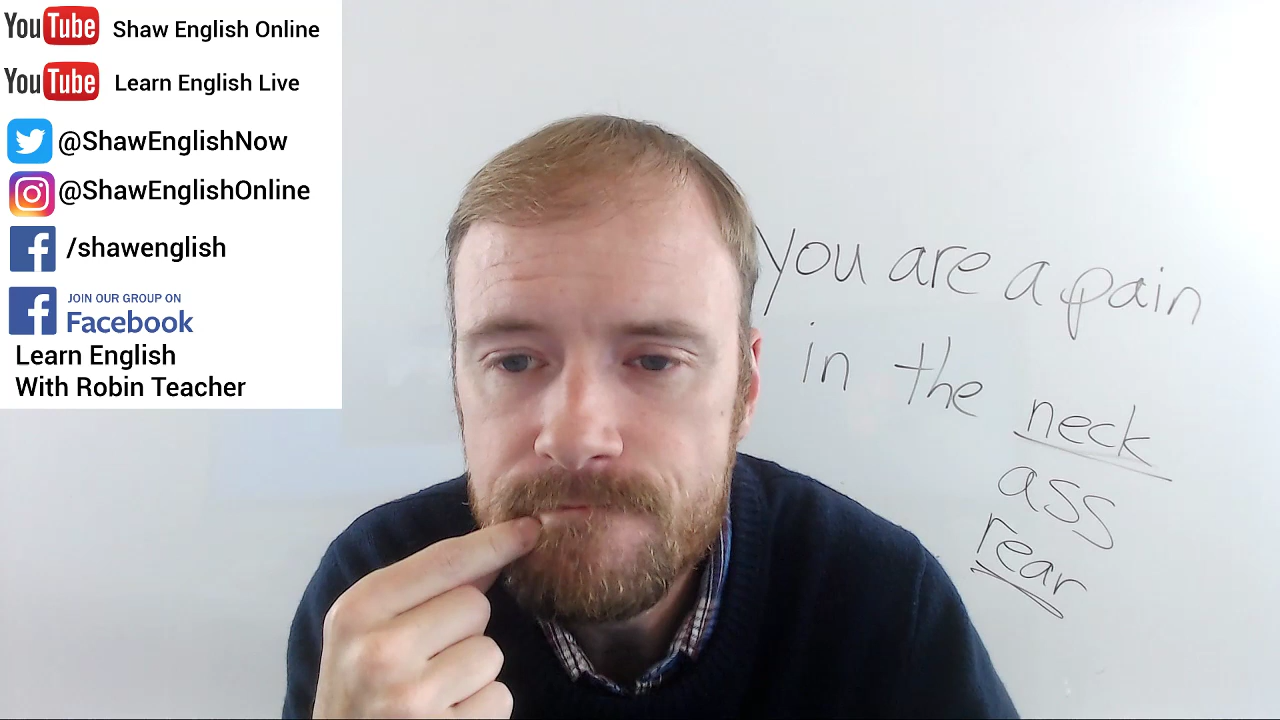 YouTube Shaw English Online
YouTube Learn English Live
@ShawEnglishNow
@ShawEnglishOnline
/shawenglish
JOIN OUR GROUP ON
Facebook
Learn English
With Robin Teacher
you are a pain
in the neck
ass
rear